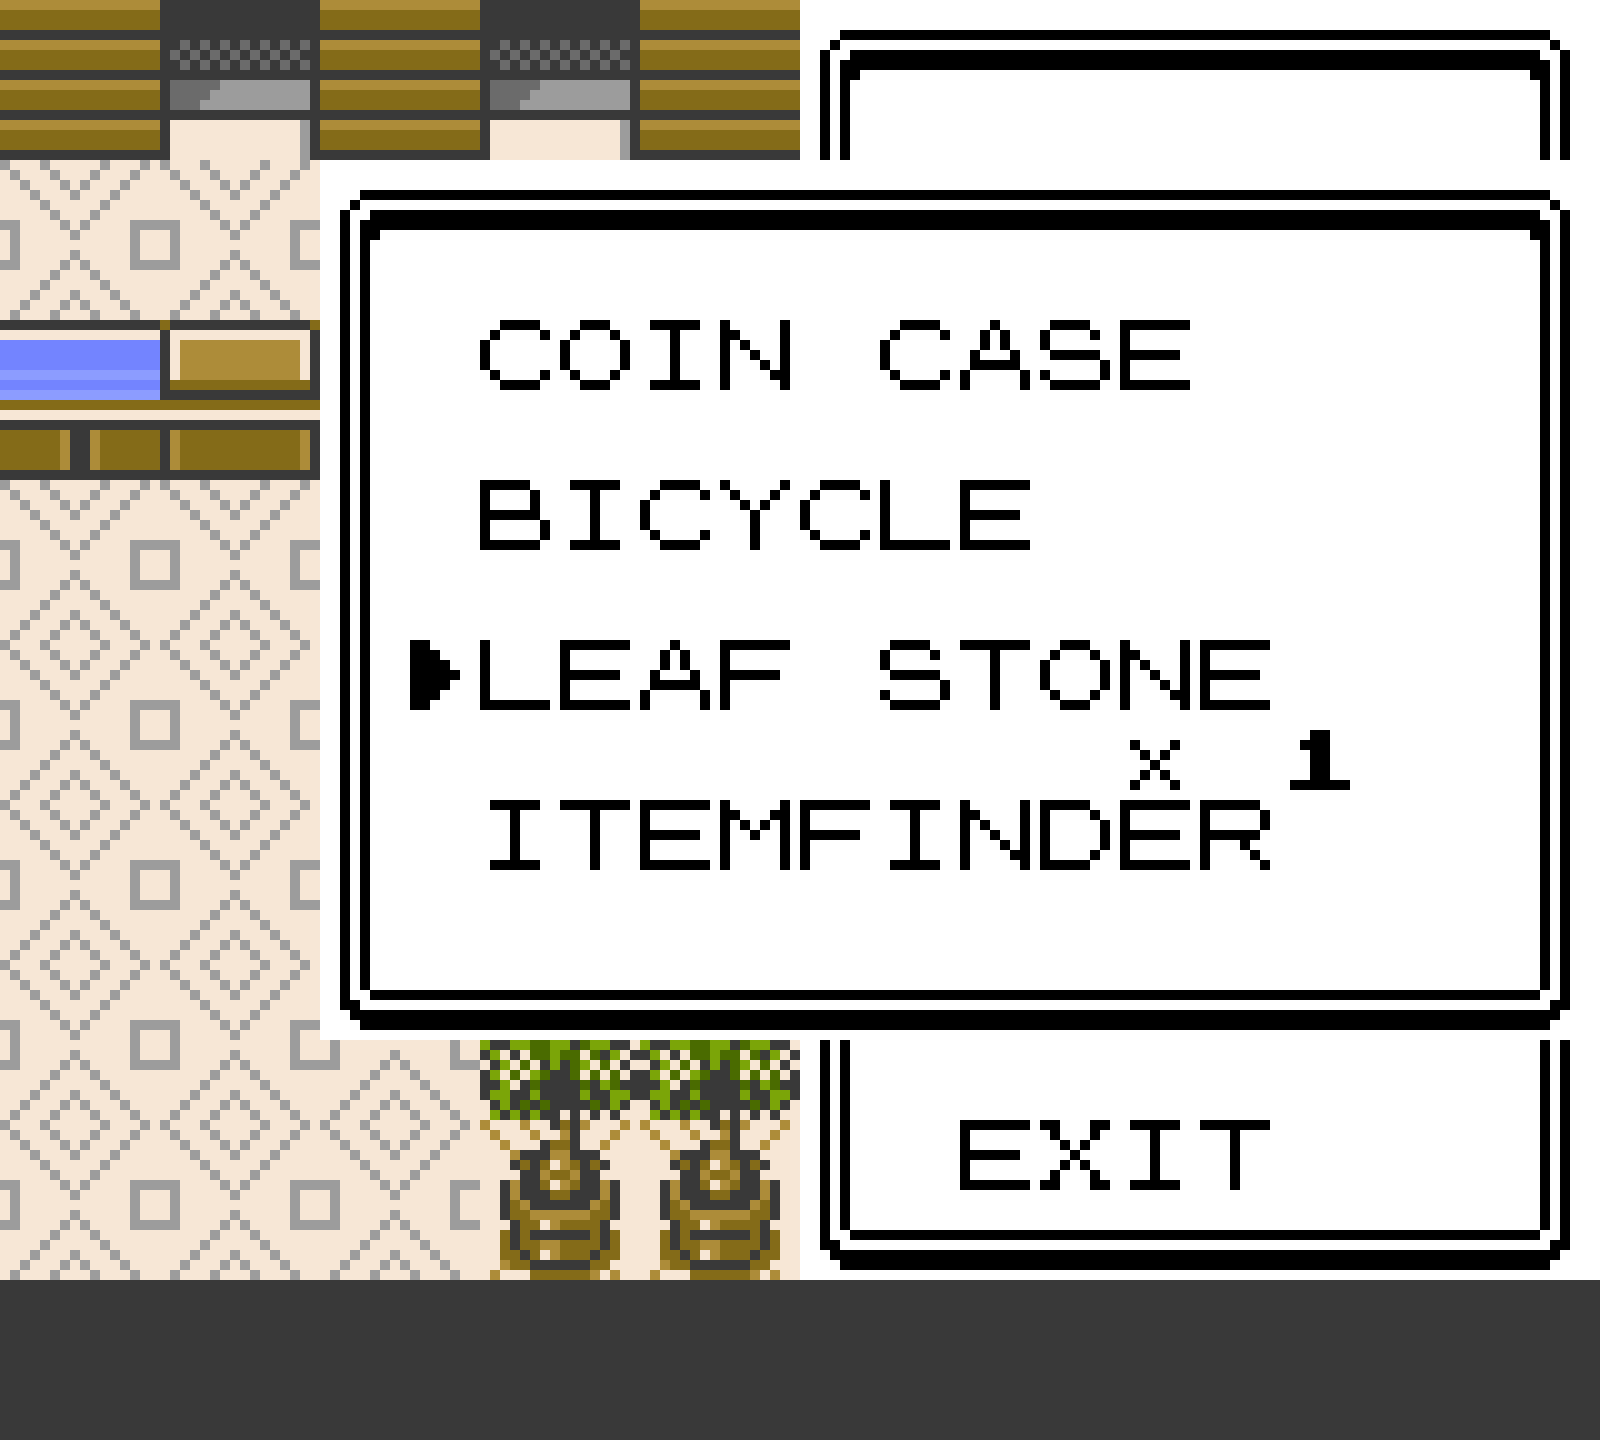 COIN CASE
BICYCLE
▶LEAF STONE
× 1
ITEMFINDER
EXIT